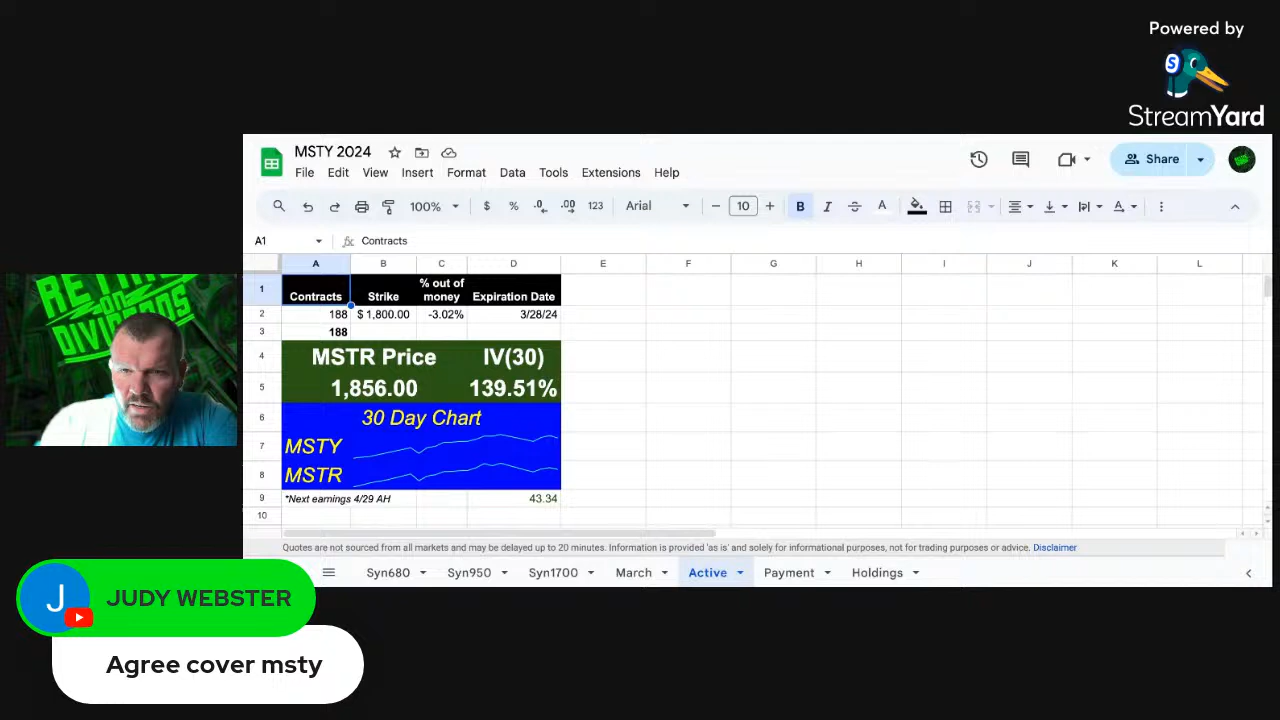 Powered by
S
StreamYard
MSTY 2024
File Edit View Insert Format Data Tools Extensions Help
Share
100% $ % .0 .00 123 Arial 10 B I S A A
A1 fx Contracts
A B C D E F G H I J K L
1 Contracts Strike % out of money Expiration Date
2 188 $ 1,800.00 -3.02% 3/28/24
3 188
4 MSTR Price IV(30)
5 1,856.00 139.51%
6 30 Day Chart
7 MSTY
8 MSTR
9 *Next earnings 4/29 AH 43.34
10
Quotes are not sourced from all markets and may be delayed up to 20 minutes. Information is provided 'as is' and solely for informational purposes, not for trading purposes or advice. Disclaimer
Syn680 Syn950 Syn1700 March Active Payment Holdings
RETIRE
on
DIVIDENDS
J JUDY WEBSTER
Agree cover msty